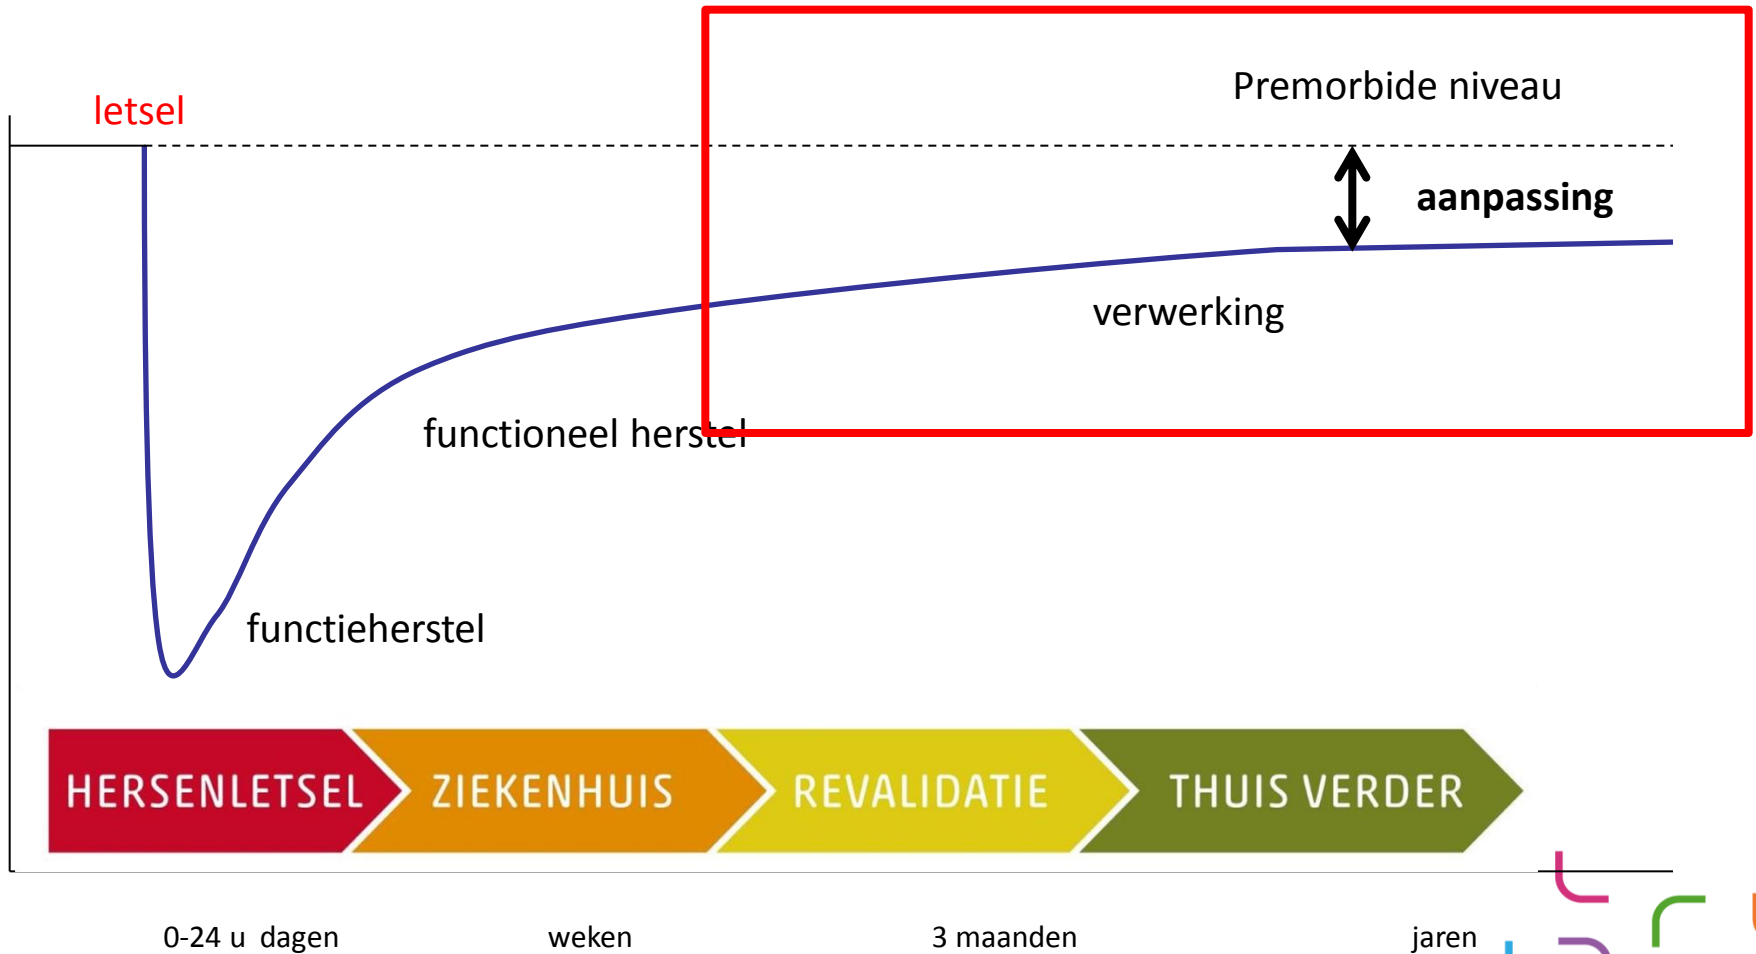 Premorbide niveau
letsel
aanpassing
verwerking
functioneel herstel
functieherstel
HERSENLETSEL ZIEKENHUIS REVALIDATIE THUIS VERDER
0-24 u dagen weken 3 maanden jaren